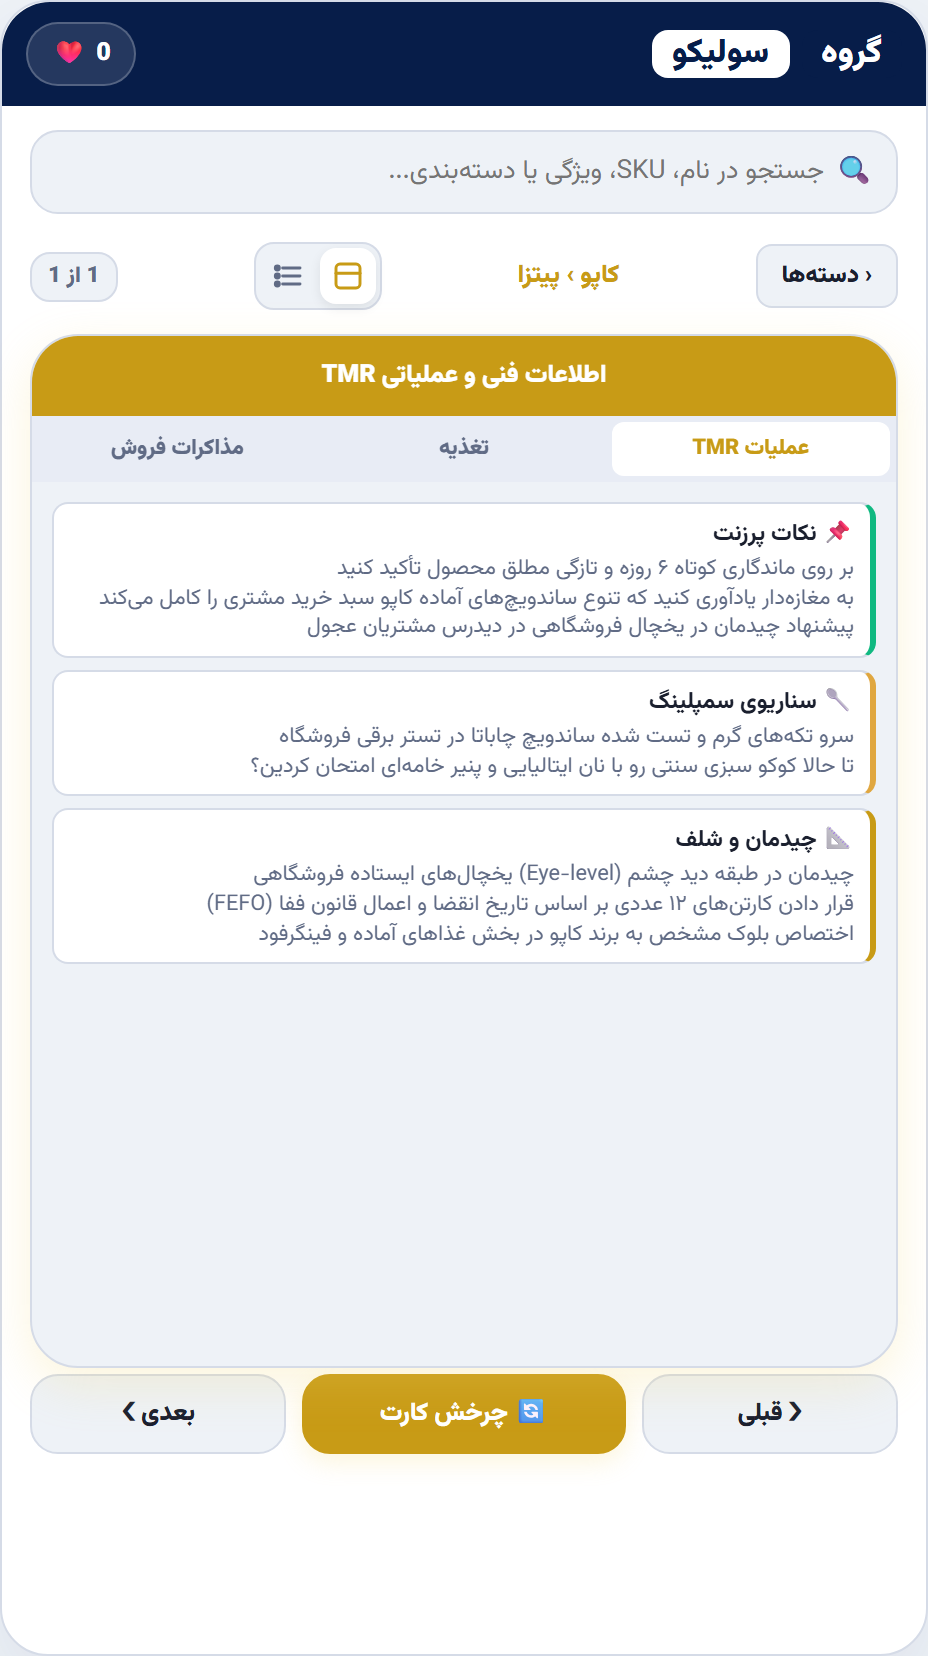 گروه سولیکو
0
جستجو در نام، SKU، ویژگی یا دسته‌بندی...
‹ دسته‌ها
کاپو › پیتزا
1 از 1
اطلاعات فنی و عملیاتی TMR
عملیات TMR
تغذیه
مذاکرات فروش
نکات پرزنت
بر روی ماندگاری کوتاه ۶ روزه و تازگی مطلق محصول تأکید کنید
به مغازه‌دار یادآوری کنید که تنوع ساندویچ‌های آماده کاپو سبد خرید مشتری را کامل می‌کند
پیشنهاد چیدمان در یخچال فروشگاهی در دیدرس مشتریان عجول
سناریوی سمپلینگ
سرو تکه‌های گرم و تست شده ساندویچ چاباتا در تستر برقی فروشگاه
تا حالا کوکو سبزی سنتی رو با نان ایتالیایی و پنیر خامه‌ای امتحان کردین؟
چیدمان و شلف
چیدمان در طبقه دید چشم (Eye-level) یخچال‌های ایستاده فروشگاهی
قرار دادن کارتن‌های ۱۲ عددی بر اساس تاریخ انقضا و اعمال قانون ففا (FEFO)
اختصاص بلوک مشخص به برند کاپو در بخش غذاهای آماده و فینگرفود
❮ قبلی
چرخش کارت
بعدی ❯